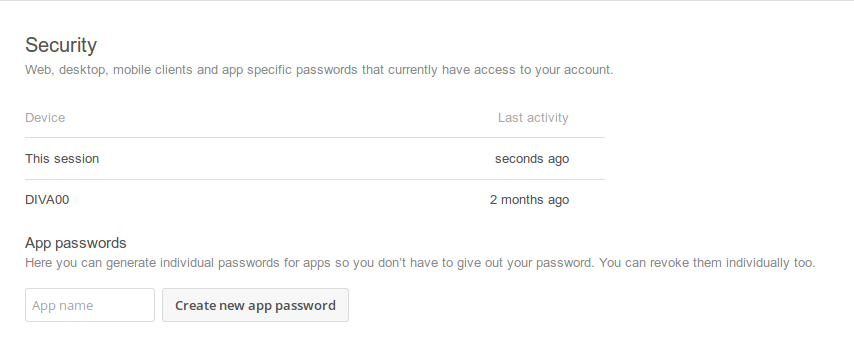 Security
Web, desktop, mobile clients and app specific passwords that currently have access to your account.
Device Last activity
This session seconds ago
DIVA00 2 months ago
App passwords
Here you can generate individual passwords for apps so you don't have to give out your password. You can revoke them individually too.
App name Create new app password